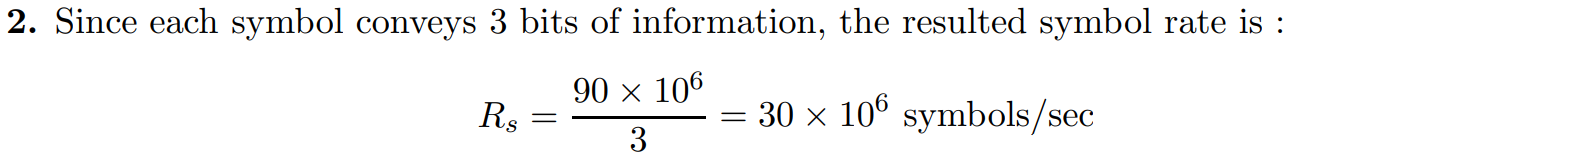 2. Since each symbol conveys 3 bits of information, the resulted symbol rate is :
R_s = \frac{90 × 10^6}{3} = 30 × 10^6 symbols/sec